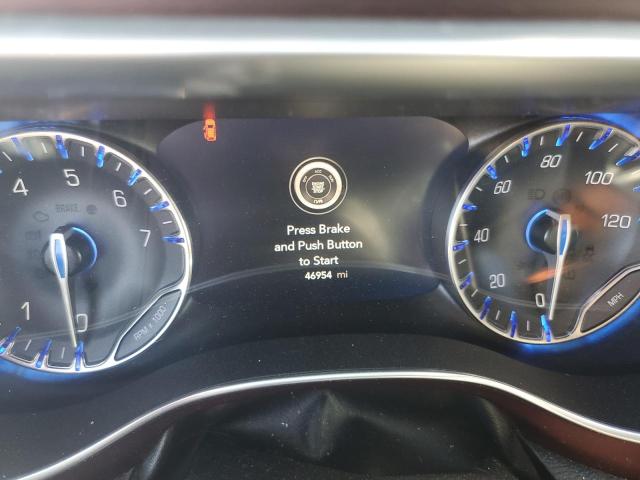 4 5 6 7
BRAKE
1 0
RPM x 1000
Press Brake
and Push Button
to Start
46954 mi
0 20 40 60 80 100 120
MPH